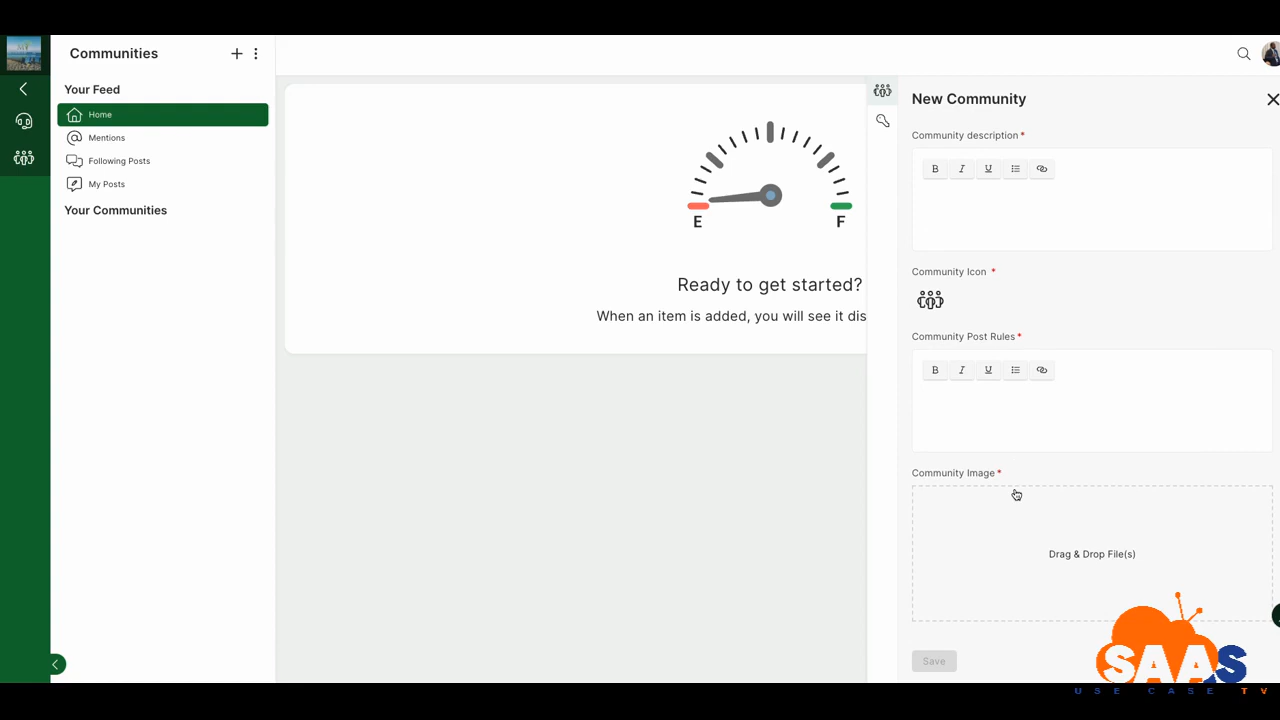 Communities
Your Feed
Home
Mentions
Following Posts
My Posts
Your Communities
E
F
Ready to get started?
When an item is added, you will see it dis
New Community
Community description *
B I U
Community Icon *
Community Post Rules *
B I U
Community Image *
Drag & Drop File(s)
Save
SAAS
USE CASE TV